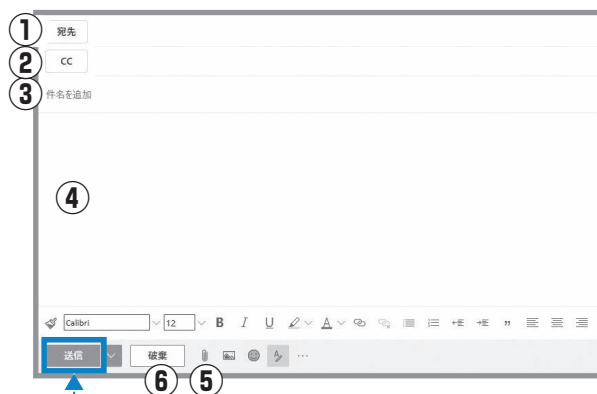 ① 宛先
② CC
③ 件名を追加
④
Calibri 12 B I U A
送信 破棄 …
⑥ ⑤